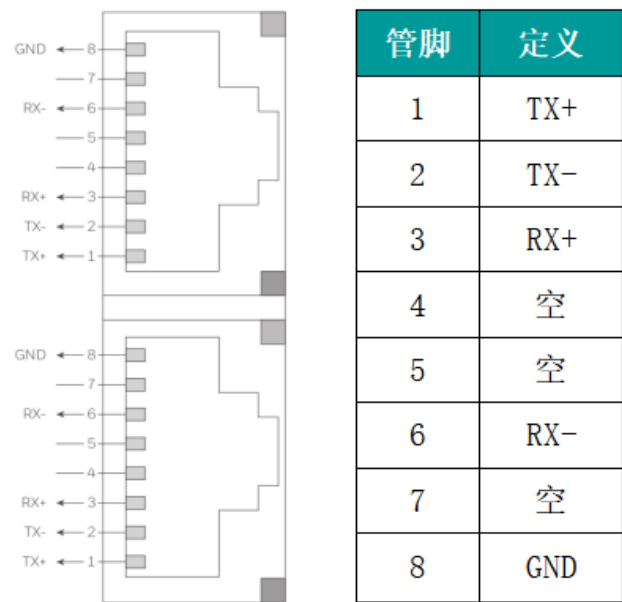 GND 8
7
RX- 6
5
4
RX+ 3
TX- 2
TX+ 1
GND 8
7
RX- 6
5
4
RX+ 3
TX- 2
TX+ 1
管脚 定义
1 TX+
2 TX-
3 RX+
4 空
5 空
6 RX-
7 空
8 GND